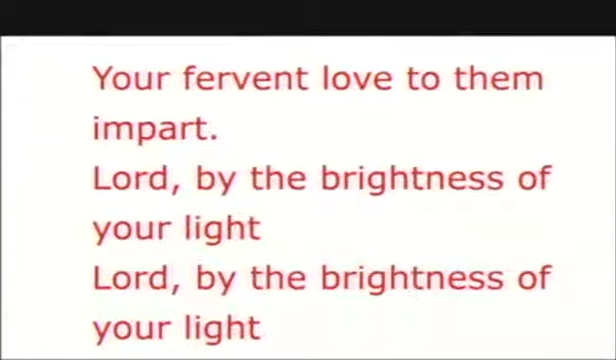 Your fervent love to them
impart.
Lord, by the brightness of
your light
Lord, by the brightness of
your light